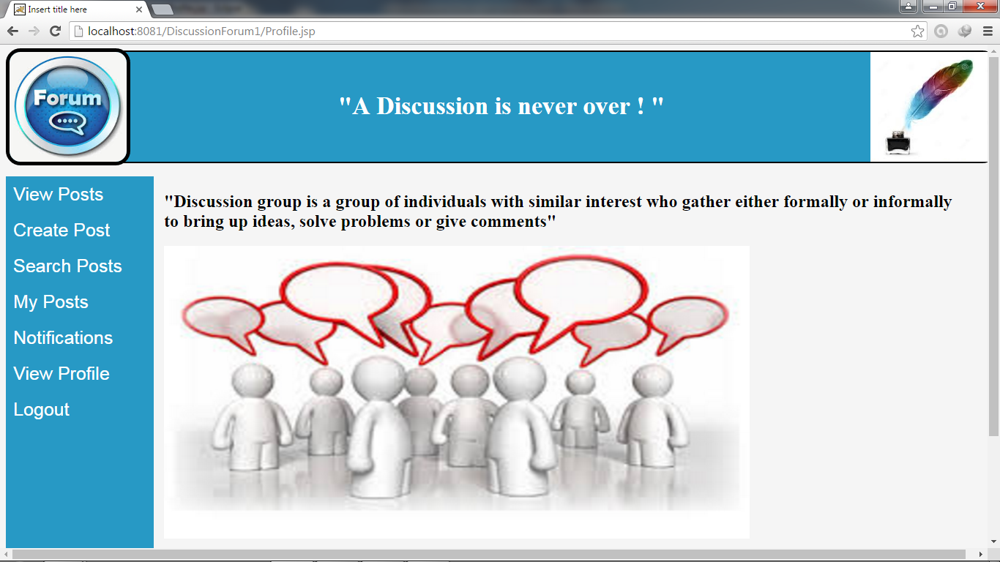 Insert title here
localhost:8081/DiscussionForum1/Profile.jsp
Forum
"A Discussion is never over ! "
View Posts
Create Post
Search Posts
My Posts
Notifications
View Profile
Logout
"Discussion group is a group of individuals with similar interest who gather either formally or informally
to bring up ideas, solve problems or give comments"